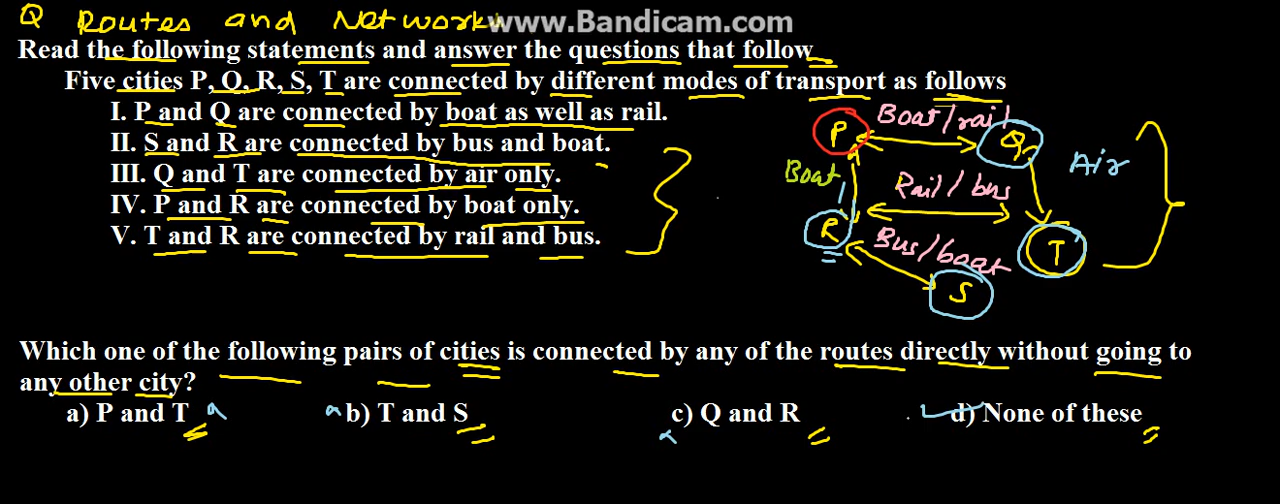 Q Routes and Network
www.Bandicam.com
Read the following statements and answer the questions that follow
Five cities P, Q, R, S, T are connected by different modes of transport as follows
I. P and Q are connected by boat as well as rail.
II. S and R are connected by bus and boat.
III. Q and T are connected by air only.
IV. P and R are connected by boat only.
V. T and R are connected by rail and bus.
P Boat/rail Q
Air
Boat Rail / bus
R Bus/boat T
S
Which one of the following pairs of cities is connected by any of the routes directly without going to
any other city?
a) P and T b) T and S c) Q and R d) None of these